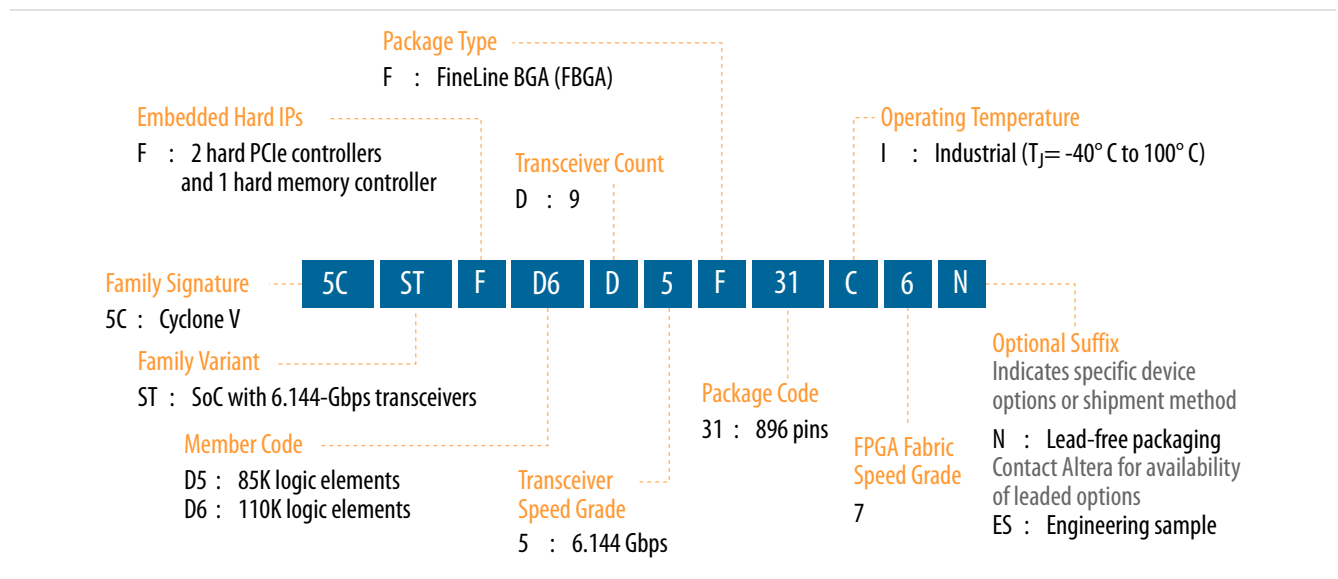 Package Type
F : FineLine BGA (FBGA)
Embedded Hard IPs
F : 2 hard PCIe controllers
and 1 hard memory controller
Transceiver Count
D : 9
Operating Temperature
I : Industrial (TJ= -40° C to 100° C)
Family Signature
5C : Cyclone V
5C ST F D6 D 5 F 31 C 6 N
Family Variant
ST : SoC with 6.144-Gbps transceivers
Member Code
D5 : 85K logic elements
D6 : 110K logic elements
Transceiver
Speed Grade
5 : 6.144 Gbps
Package Code
31 : 896 pins
FPGA Fabric
Speed Grade
7
Optional Suffix
Indicates specific device
options or shipment method
N : Lead-free packaging
Contact Altera for availability
of leaded options
ES : Engineering sample